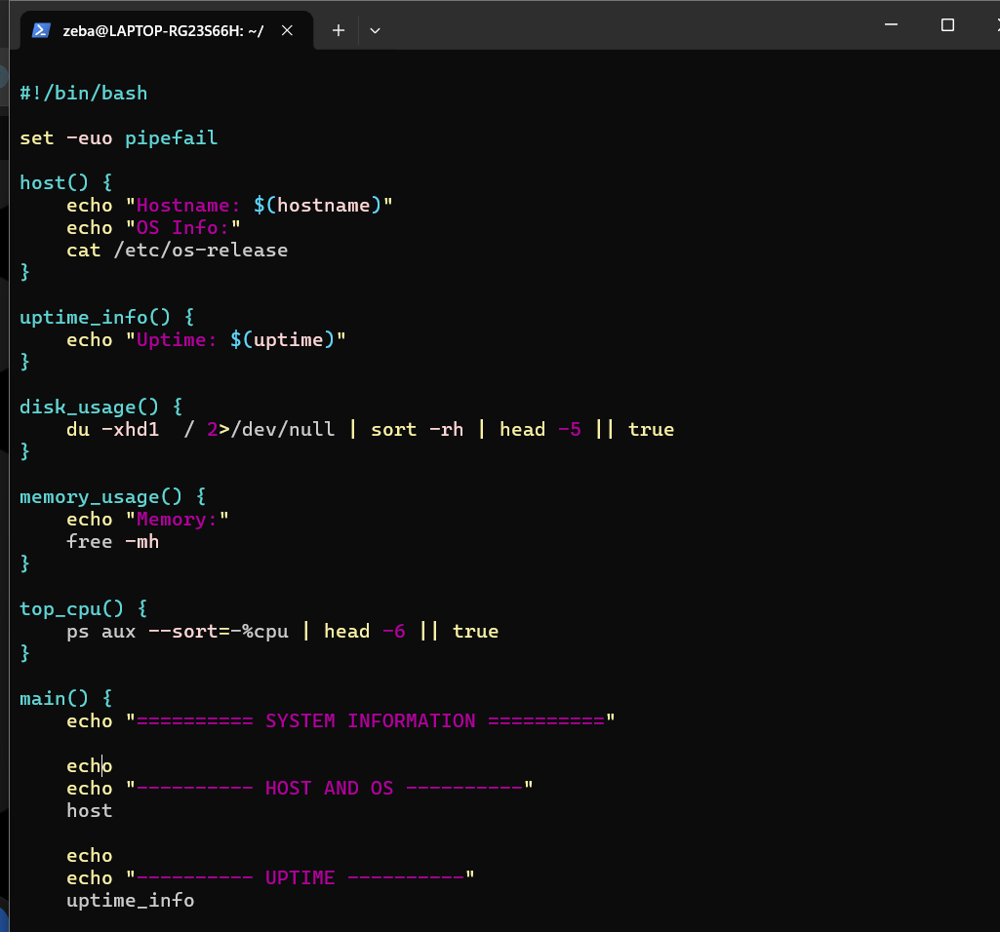 zeba@LAPTOP-RG23S66H: ~/
#!/bin/bash
set -euo pipefail
host() {
    echo "Hostname: $(hostname)"
    echo "OS Info:"
    cat /etc/os-release
}
uptime_info() {
    echo "Uptime: $(uptime)"
}
disk_usage() {
    du -xhd1  / 2>/dev/null | sort -rh | head -5 || true
}
memory_usage() {
    echo "Memory:"
    free -mh
}
top_cpu() {
    ps aux --sort=-%cpu | head -6 || true
}
main() {
    echo "========== SYSTEM INFORMATION =========="
    echo
    echo "---------- HOST AND OS ----------"
    host
    echo
    echo "---------- UPTIME ----------"
    uptime_info